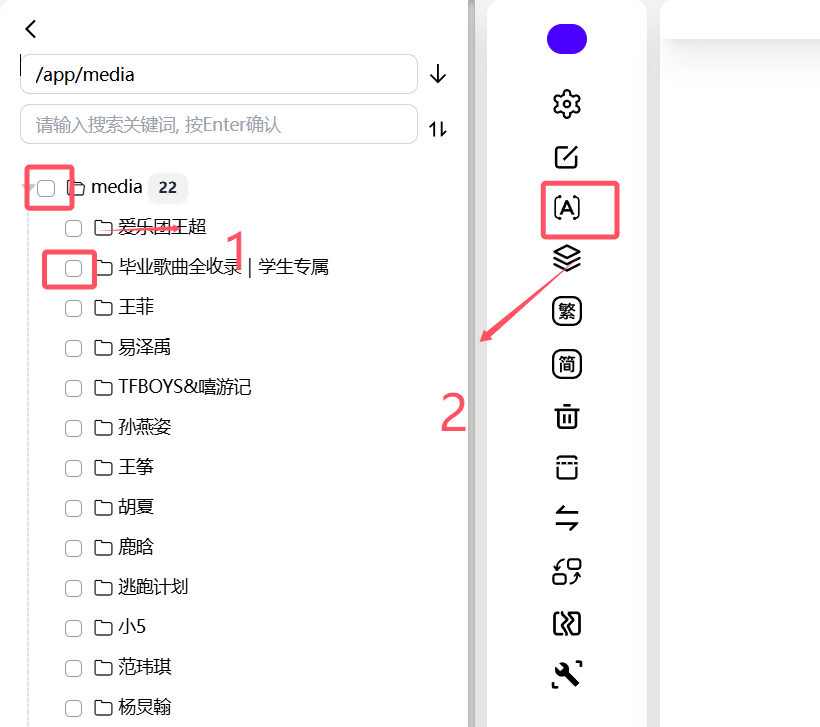 /app/media
请输入搜索关键词, 按Enter确认
media 22
爱乐团王超
1
毕业歌曲全收录 | 学生专属
王菲
易泽禹
TFBOYS&嘻游记
孙燕姿
王筝
胡夏
鹿晗
逃跑计划
小5
范玮琪
杨炅翰
2
[A]
繁
简